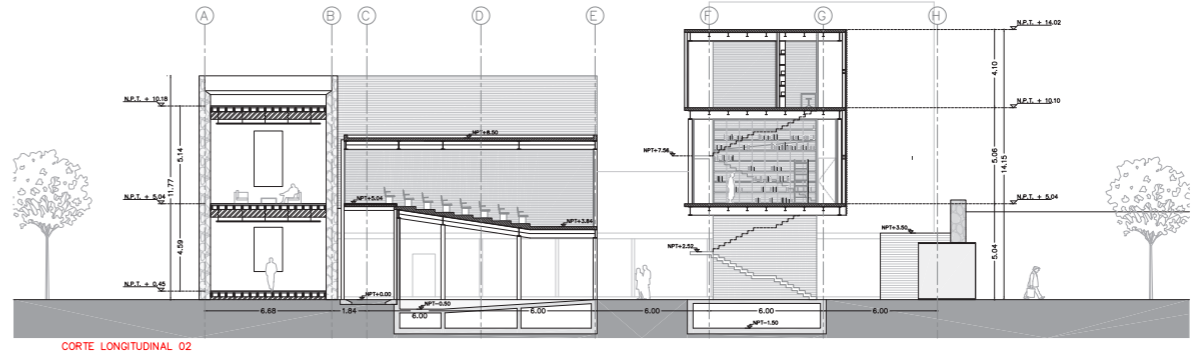 A B C D E F G H
N.P.T. + 14.02
4.10
N.P.T. + 10.18
N.P.T. + 10.10
NPT+8.50
5.14
11.77
NPT+7.56
5.06
14.15
N.P.T. + 5.04
NPT+5.04
N.P.T. + 5.04
NPT+3.84
NPT+3.50
NPT+2.52
4.59
5.04
N.P.T. + 0.45
NPT+0.00
NPT-0.50
6.68 1.84 6.00 6.00 6.00 6.00 6.00
NPT-1.50
CORTE LONGITUDINAL 02